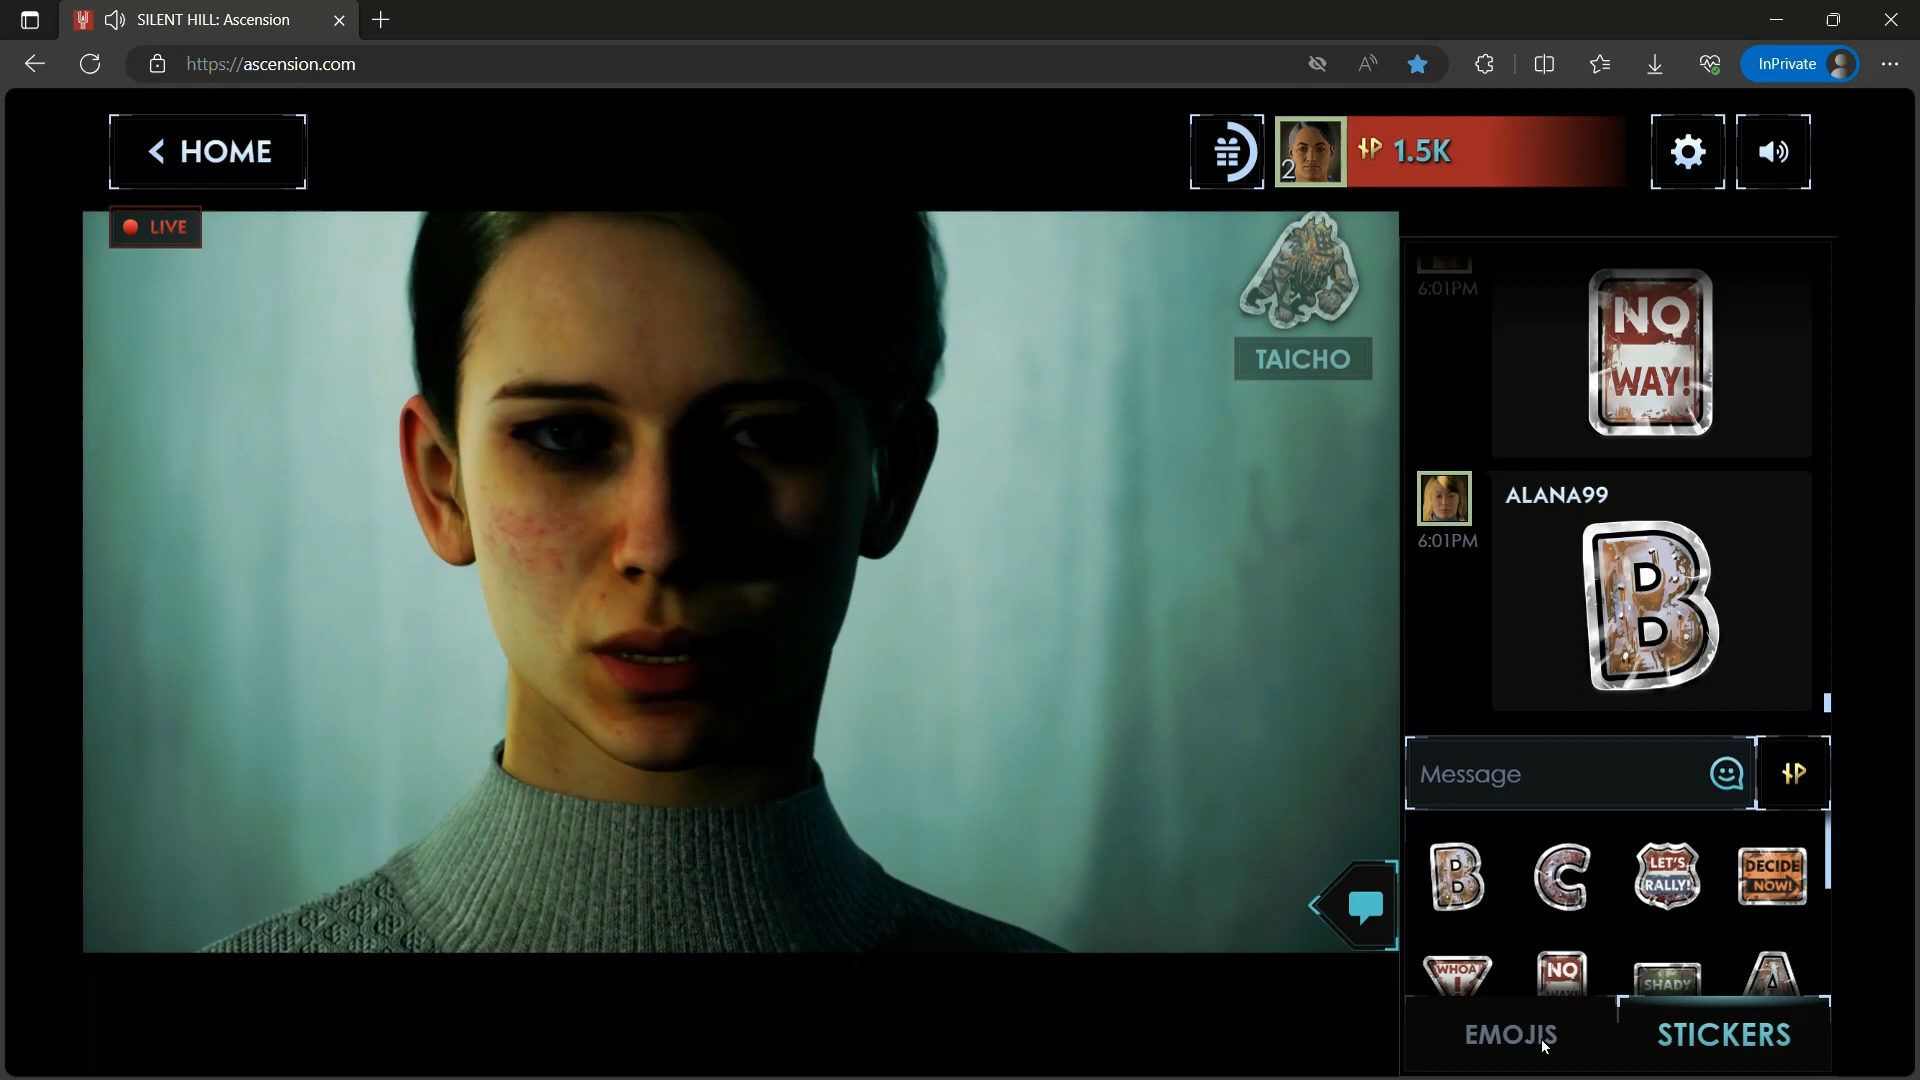 SILENT HILL: Ascension
https://ascension.com
InPrivate
HOME
2
1.5K
LIVE
TAICHO
6:01PM
NO
WAY!
ALANA99
6:01PM
B
Message
B
C
LET'S
RALLY!
DECIDE
NOW!
WHOA
!
NO
SHADY
A
EMOJIS
STICKERS